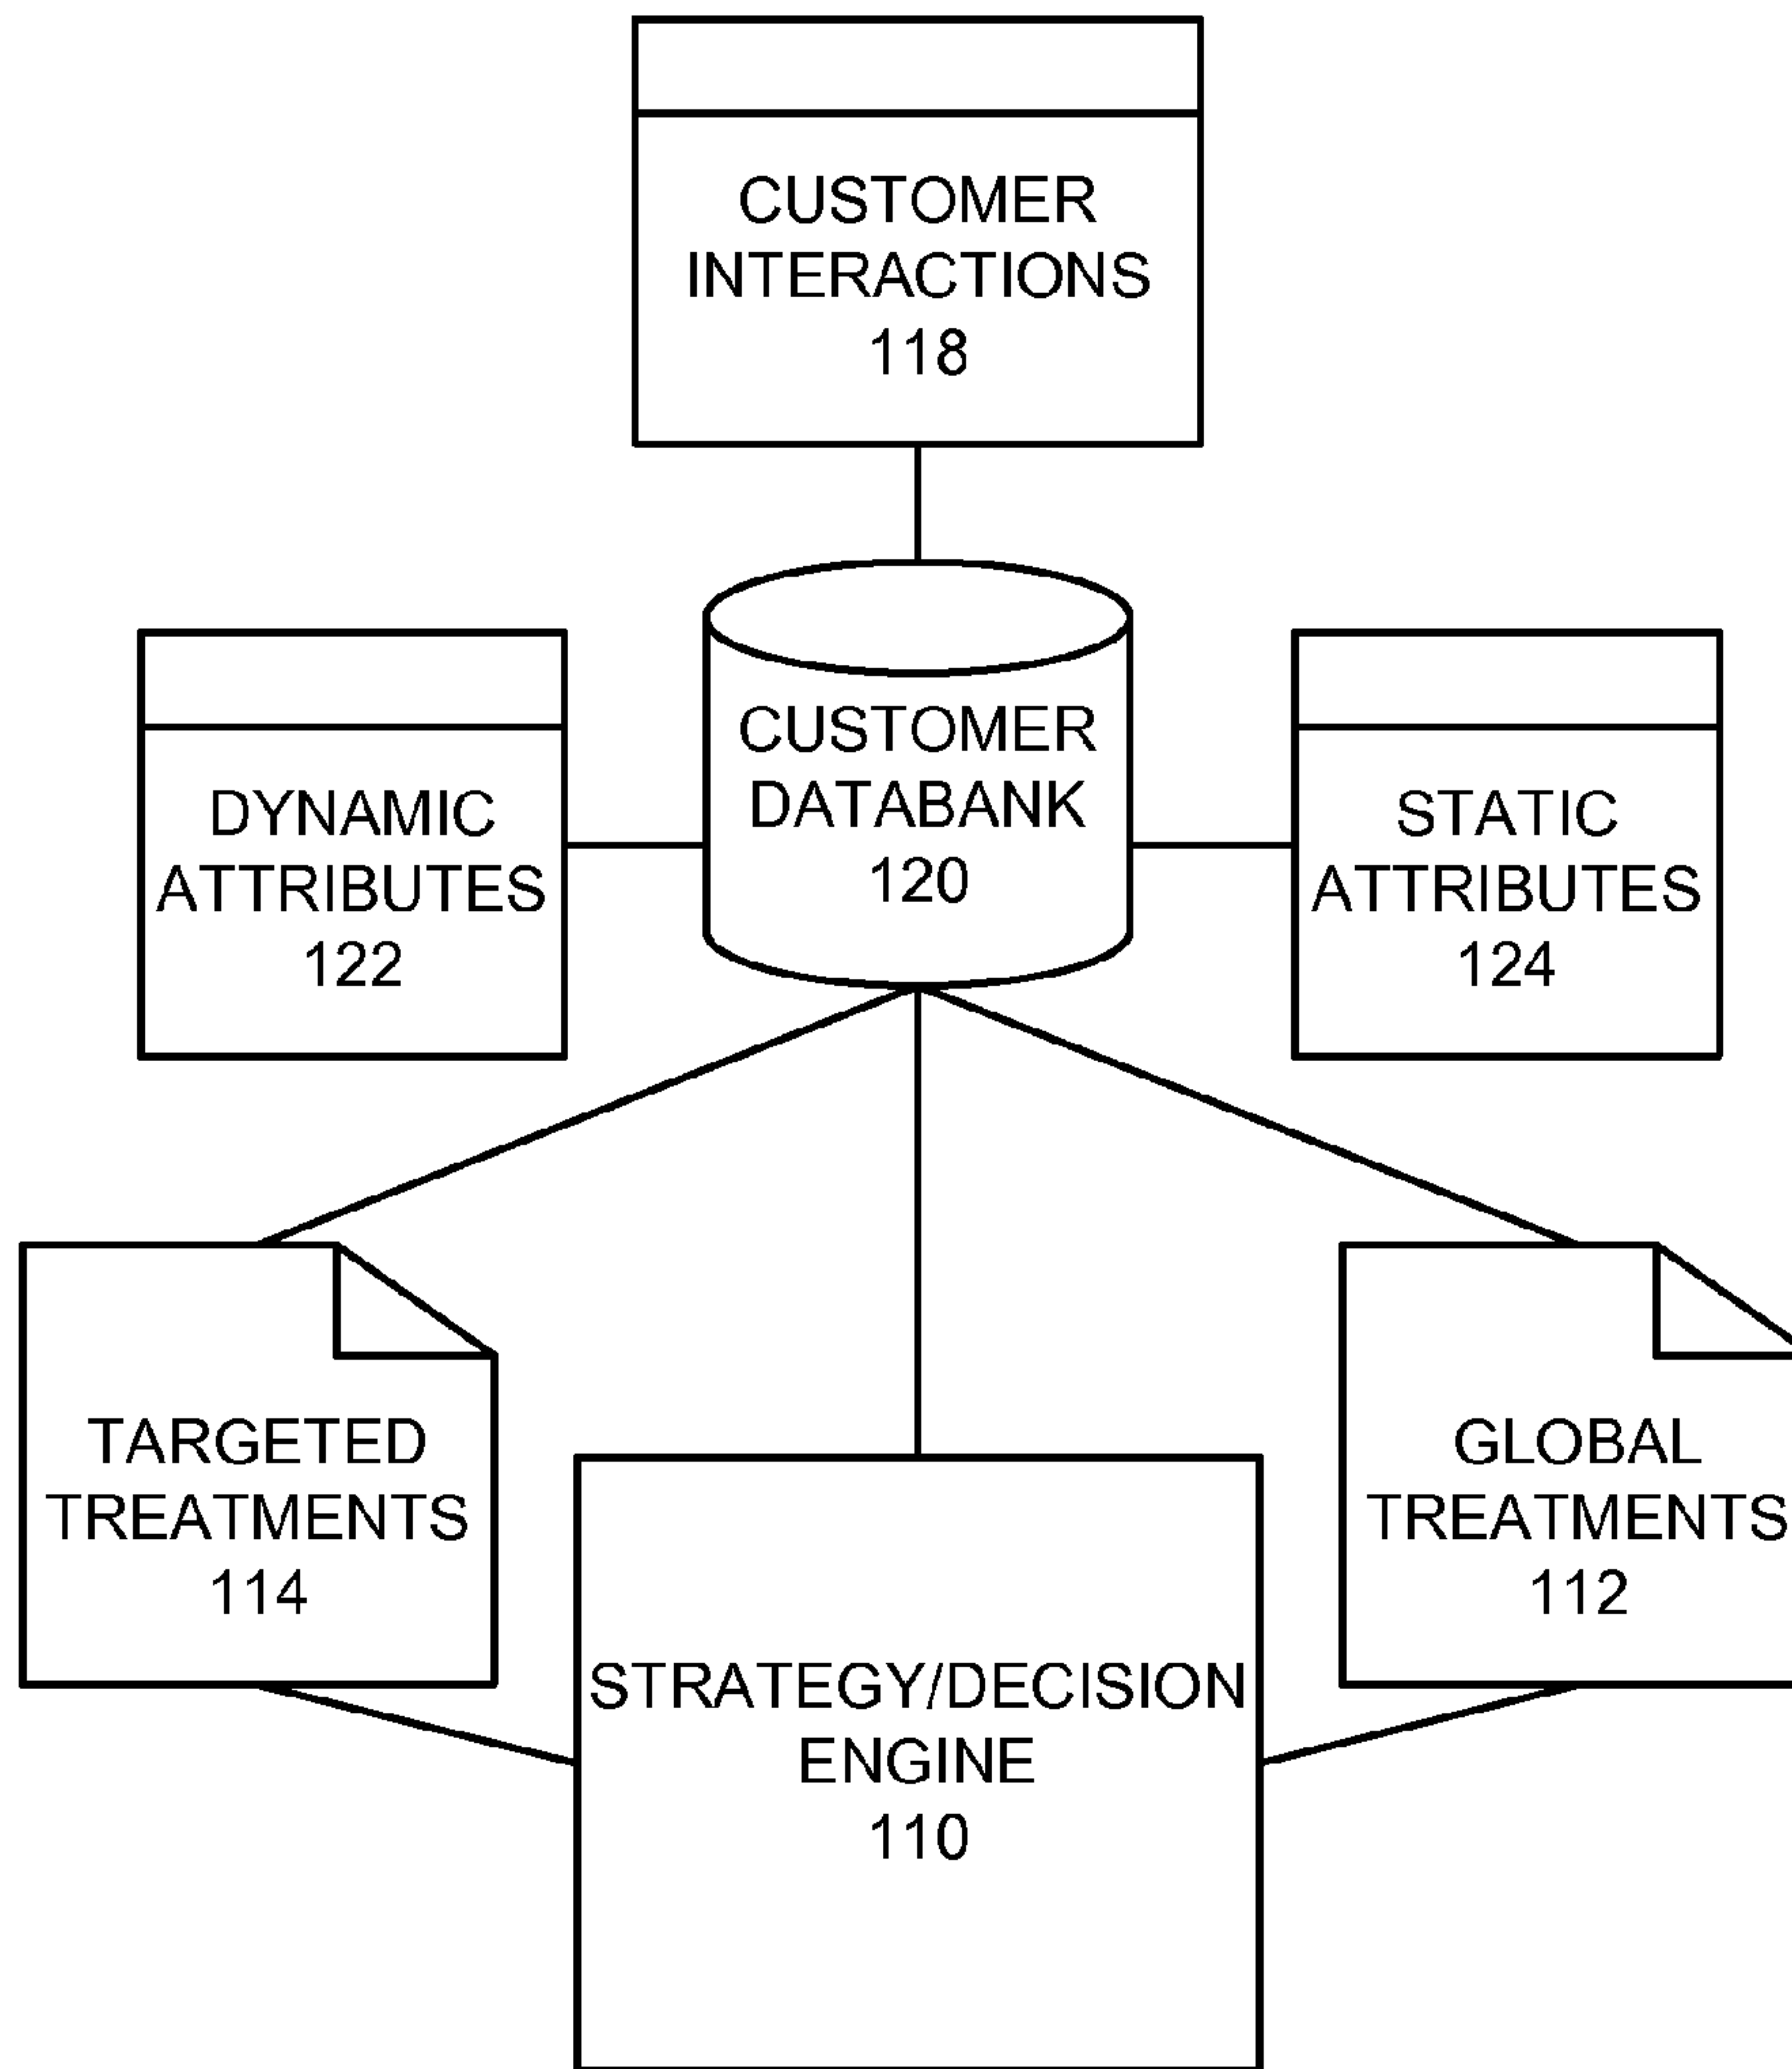 CUSTOMER
INTERACTIONS
118
CUSTOMER
DATABANK
120
DYNAMIC
ATTRIBUTES
122
STATIC
ATTRIBUTES
124
TARGETED
TREATMENTS
114
GLOBAL
TREATMENTS
112
STRATEGY/DECISION
ENGINE
110